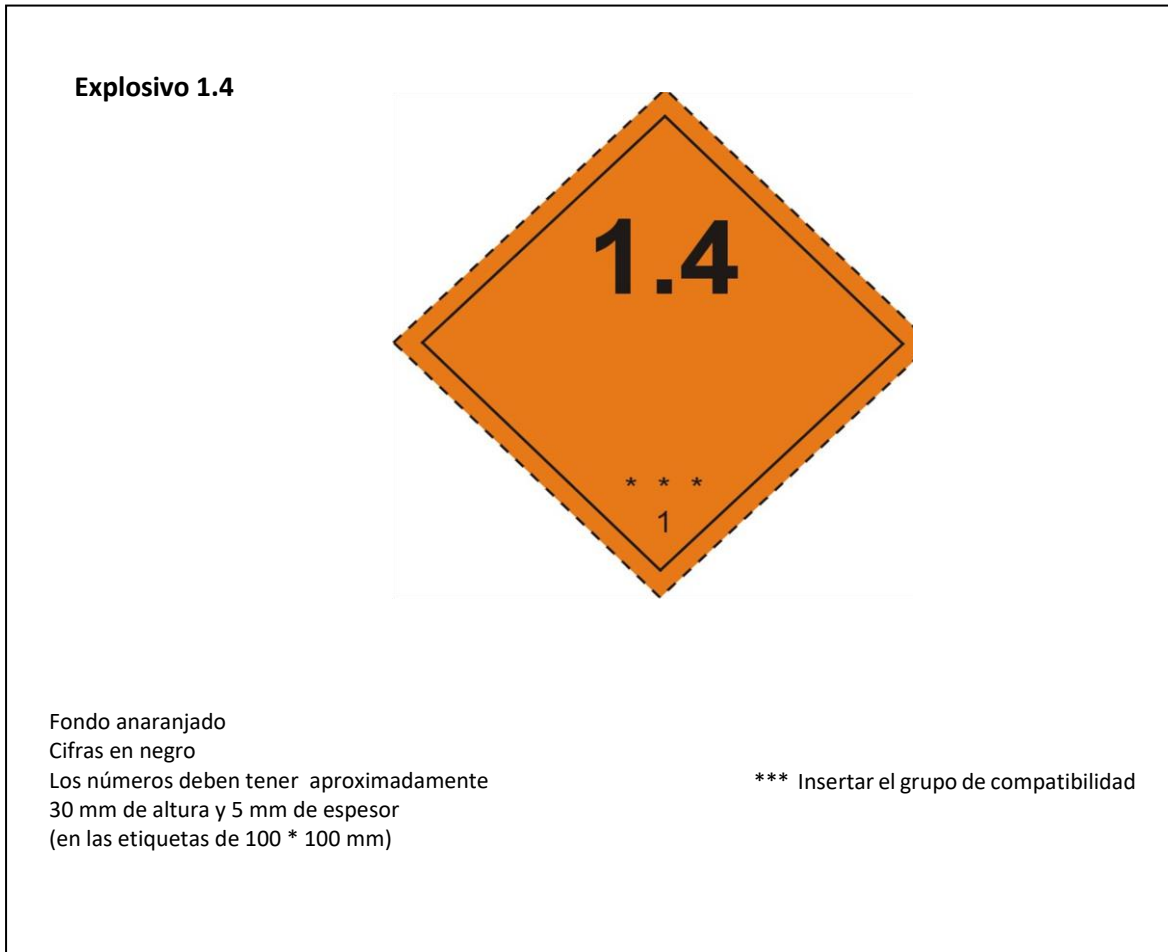 Explosivo 1.4
1.4
* * *
1
Fondo anaranjado
Cifras en negro
Los números deben tener aproximadamente
30 mm de altura y 5 mm de espesor
(en las etiquetas de 100 * 100 mm)
*** Insertar el grupo de compatibilidad